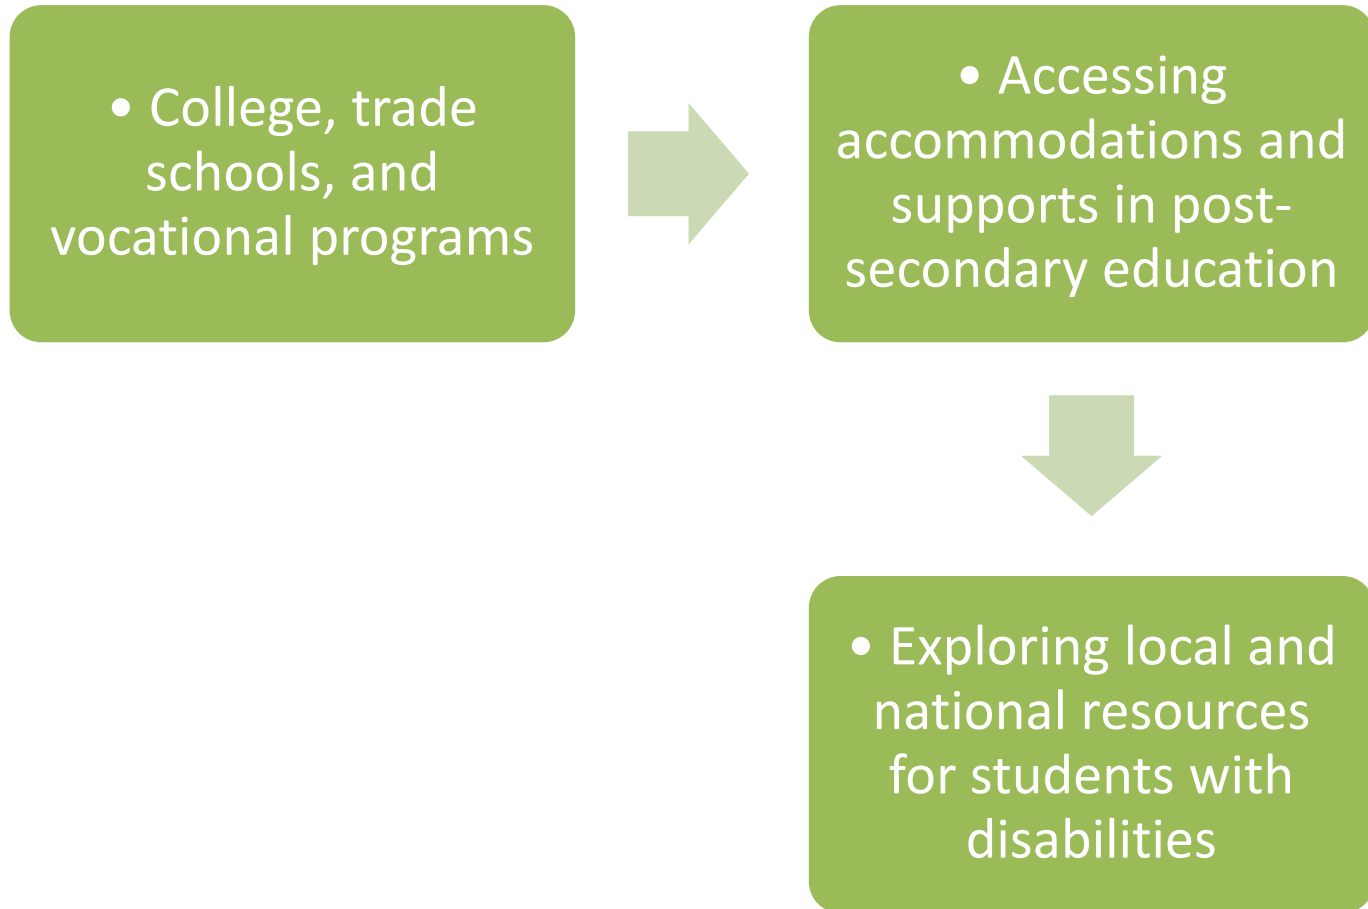 • College, trade
schools, and
vocational programs
• Accessing
accommodations and
supports in post-
secondary education
• Exploring local and
national resources
for students with
disabilities